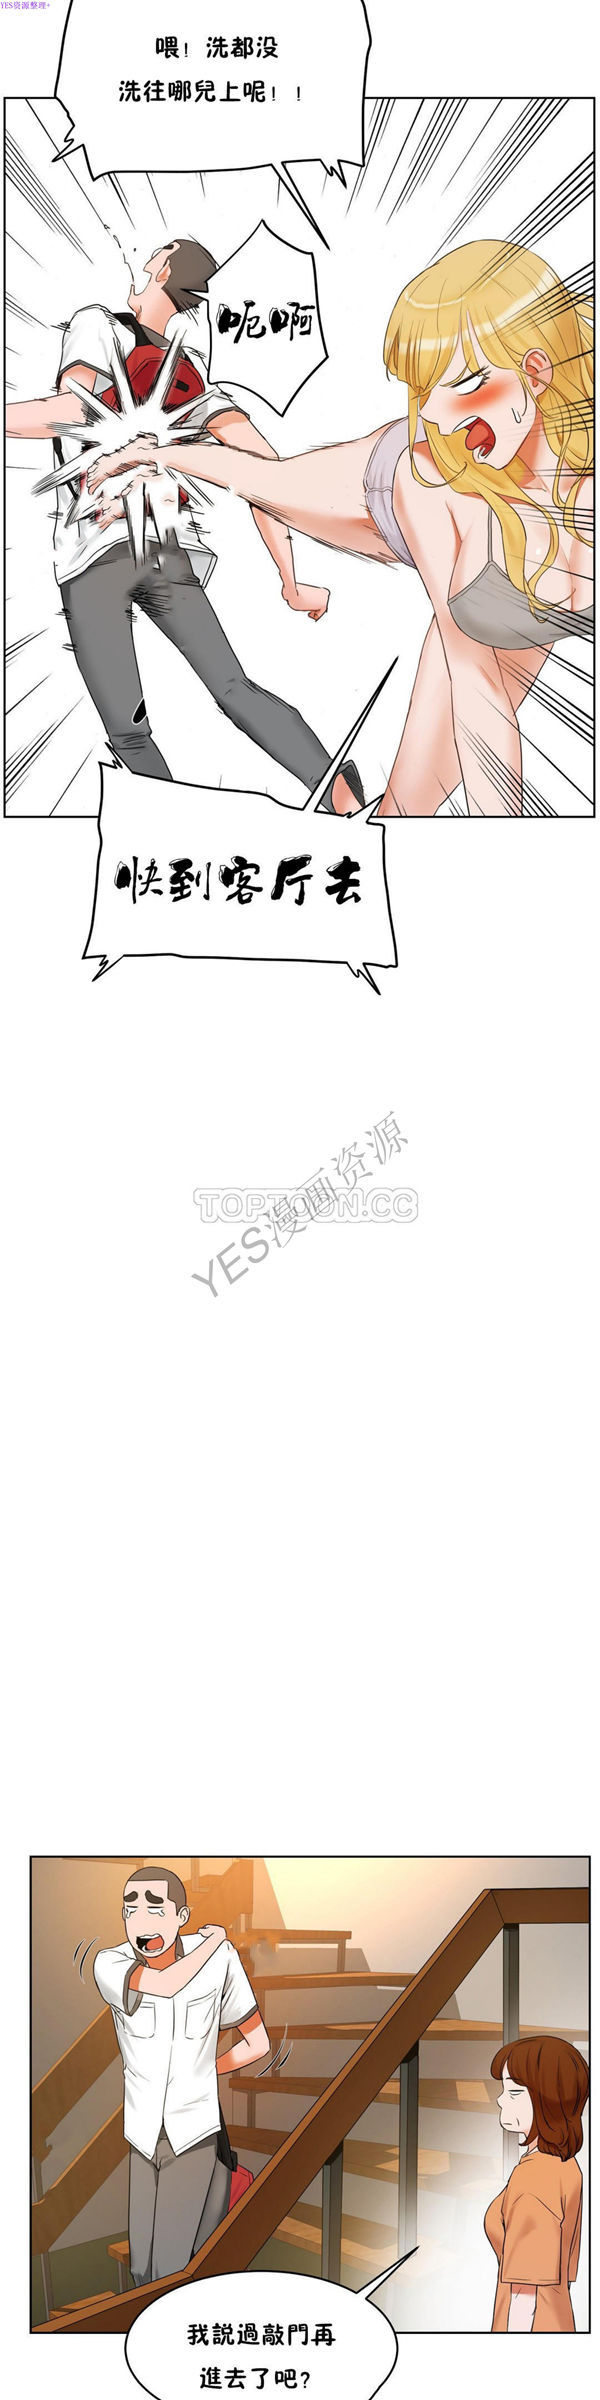 YES资源整理+
喂！洗都没
洗往哪兒上呢！！
呃啊
快到客厅去
TOPTOON.CC
YES漫画资源
我説過敲門再
進去了吧？